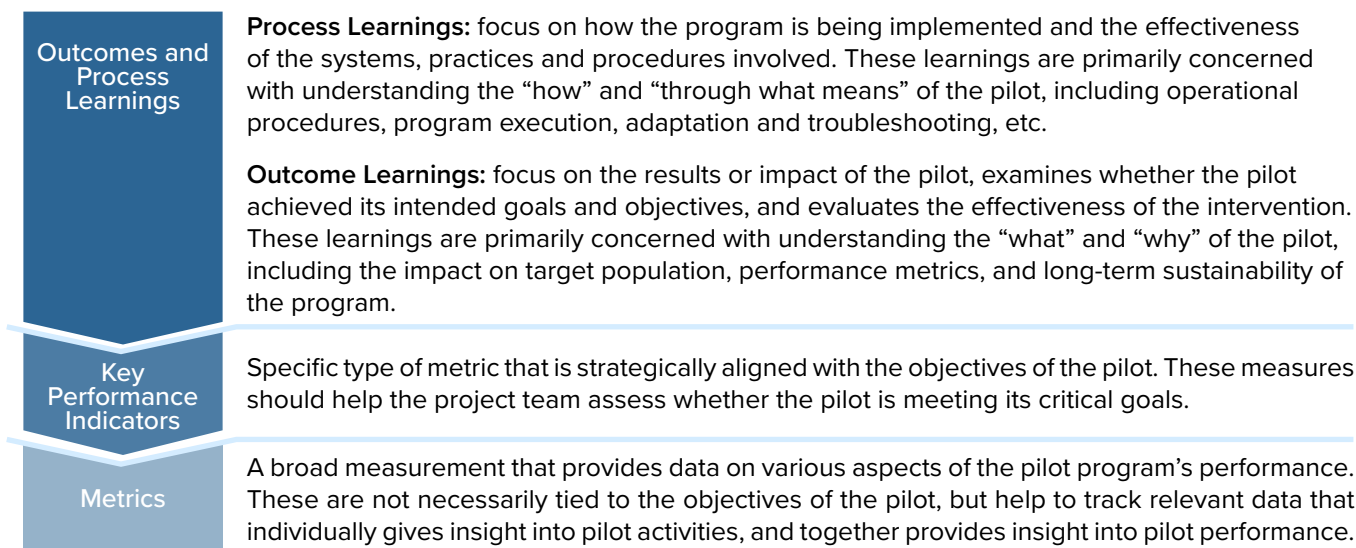 Outcomes and
Process
Learnings
Process Learnings: focus on how the program is being implemented and the effectiveness
of the systems, practices and procedures involved. These learnings are primarily concerned
with understanding the “how” and “through what means” of the pilot, including operational
procedures, program execution, adaptation and troubleshooting, etc.
Outcome Learnings: focus on the results or impact of the pilot, examines whether the pilot
achieved its intended goals and objectives, and evaluates the effectiveness of the intervention.
These learnings are primarily concerned with understanding the “what” and “why” of the pilot,
including the impact on target population, performance metrics, and long-term sustainability of
the program.
Key
Performance
Indicators
Specific type of metric that is strategically aligned with the objectives of the pilot. These measures
should help the project team assess whether the pilot is meeting its critical goals.
Metrics
A broad measurement that provides data on various aspects of the pilot program’s performance.
These are not necessarily tied to the objectives of the pilot, but help to track relevant data that
individually gives insight into pilot activities, and together provides insight into pilot performance.